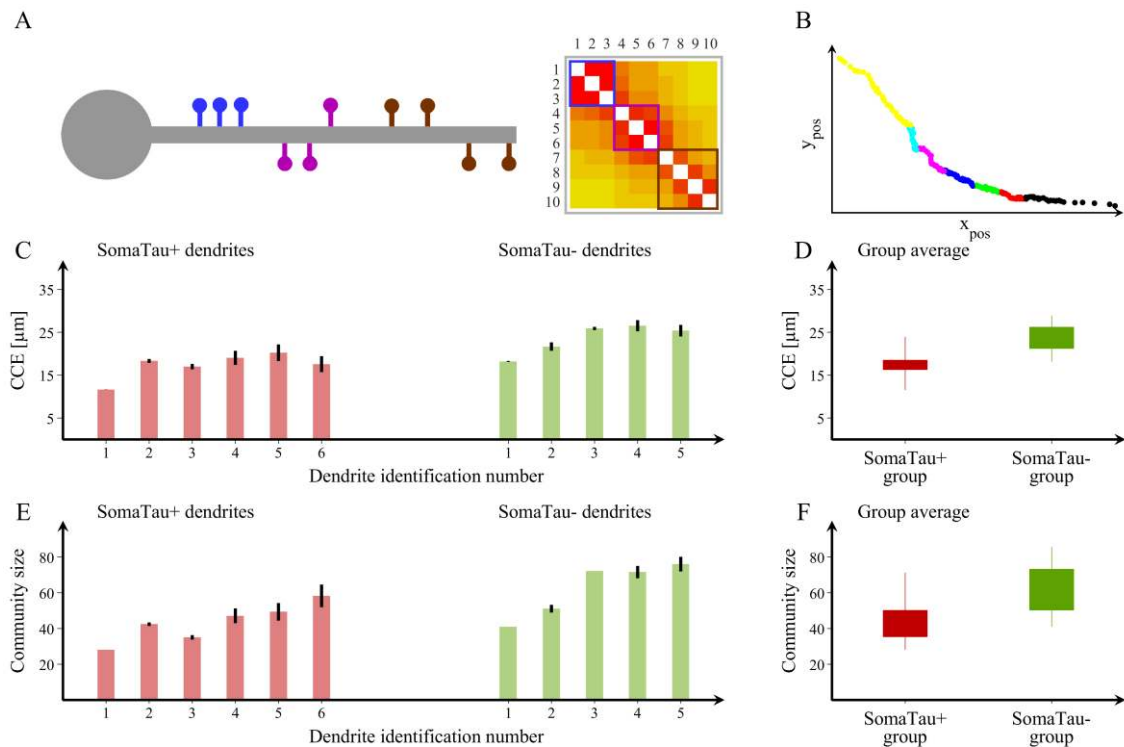 A
1 2 3 4 5 6 7 8 9 10
1
2
3
4
5
6
7
8
9
10
B
y_pos
x_pos
C
SomaTau+ dendrites
SomaTau- dendrites
CCE [µm]
35
25
15
5
1 2 3 4 5 6
1 2 3 4 5
Dendrite identification number
D
Group average
CCE [µm]
35
25
15
5
SomaTau+
group
SomaTau-
group
E
SomaTau+ dendrites
SomaTau- dendrites
Community size
80
60
40
20
1 2 3 4 5 6
1 2 3 4 5
Dendrite identification number
F
Group average
Community size
80
60
40
20
SomaTau+
group
SomaTau-
group